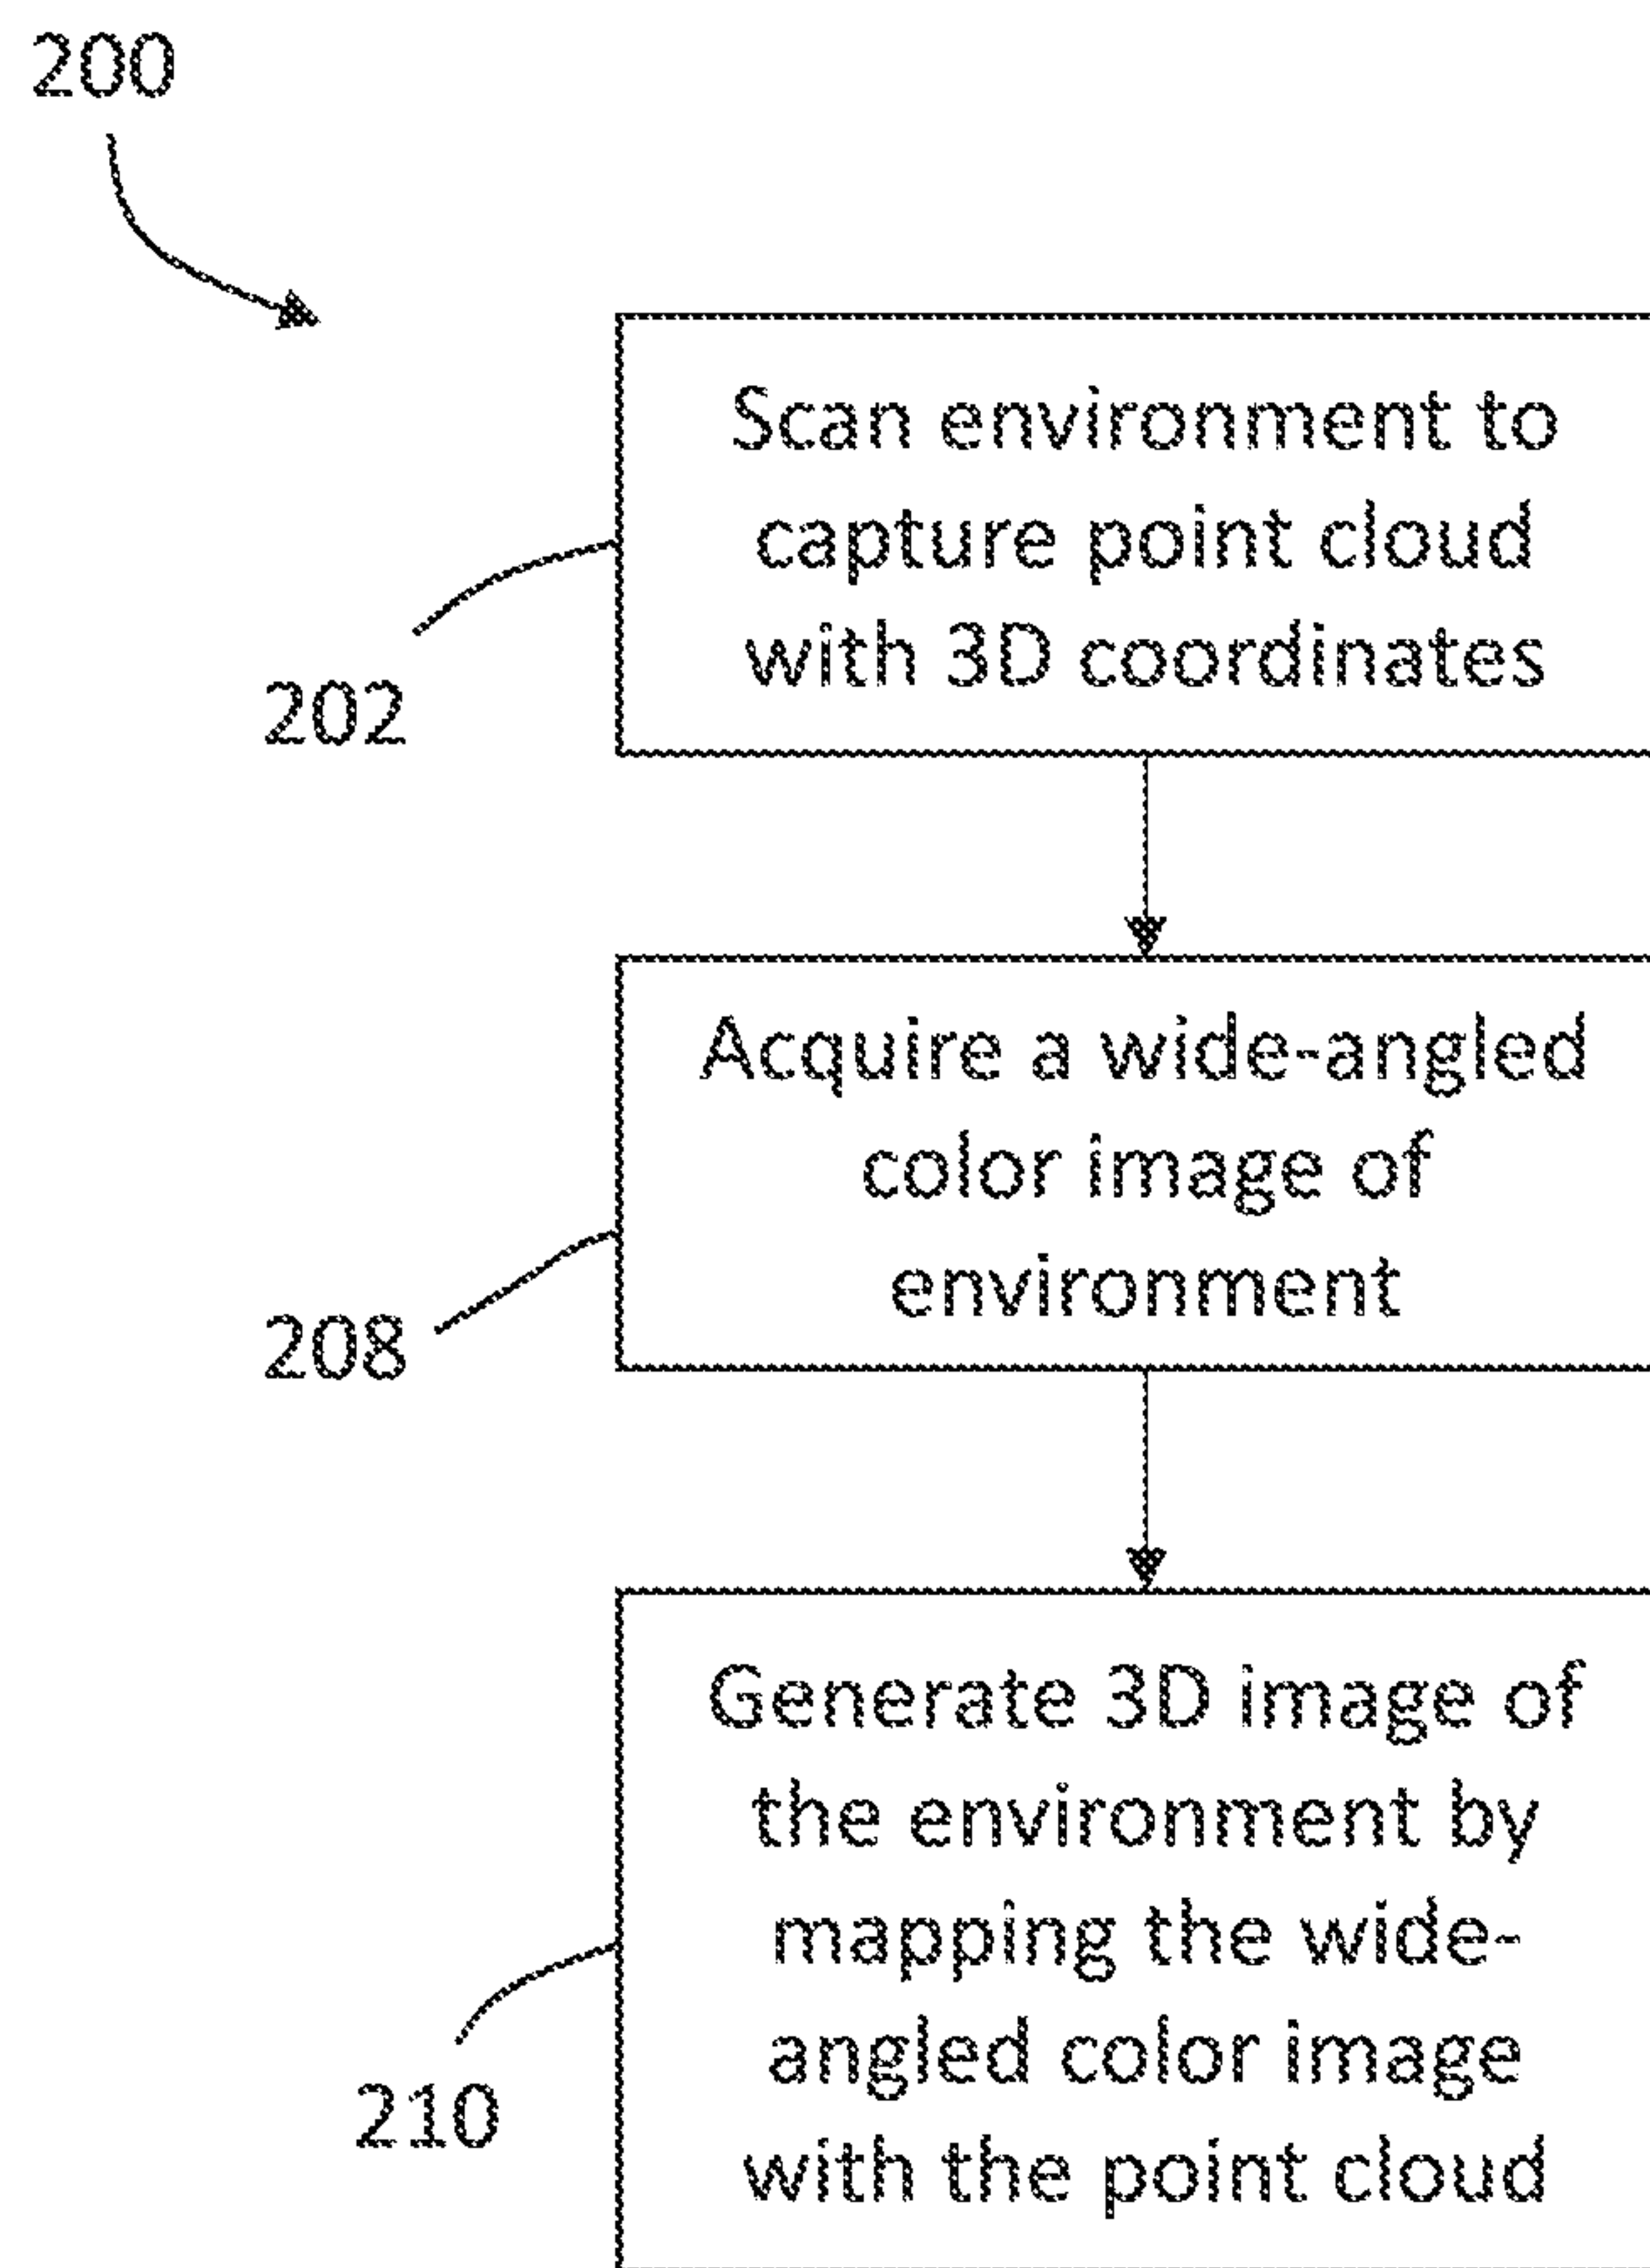 200
Scan environment to
capture point cloud
with 3D coordinates
202
Acquire a wide-angled
color image of
environment
208
Generate 3D image of
the environment by
mapping the wide-
angled color image
with the point cloud
210